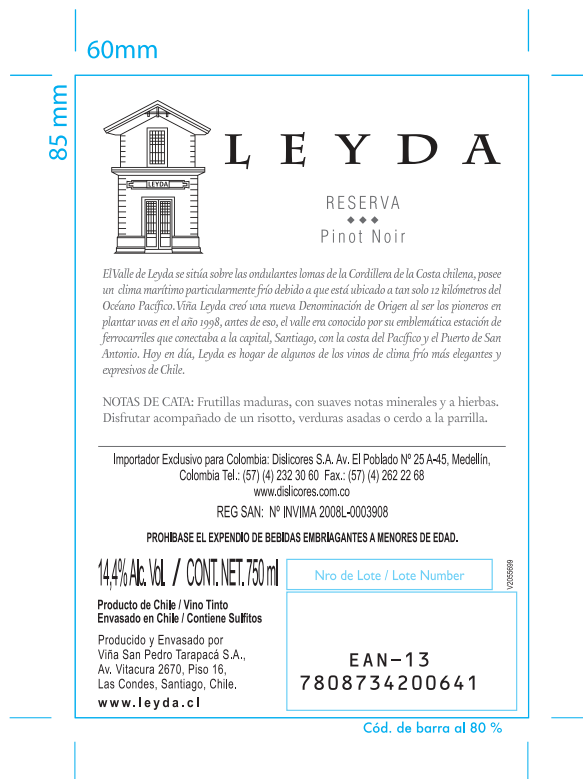 60mm
85 mm
LEYDA
LEYDA
RESERVA
Pinot Noir
El Valle de Leyda se sitúa sobre las ondulantes lomas de la Cordillera de la Costa chilena, posee
un clima marítimo particularmente frío debido a que está ubicado a tan solo 12 kilómetros del
Océano Pacífico. Viña Leyda creó una nueva Denominación de Origen al ser los pioneros en
plantar uvas en el año 1998, antes de eso, el valle era conocido por su emblemática estación de
ferrocarriles que conectaba a la capital, Santiago, con la costa del Pacífico y el Puerto de San
Antonio. Hoy en día, Leyda es hogar de algunos de los vinos de clima frío más elegantes y
expresivos de Chile.
NOTAS DE CATA: Frutillas maduras, con suaves notas minerales y a hierbas.
Disfrutar acompañado de un risotto, verduras asadas o cerdo a la parrilla.
Importador Exclusivo para Colombia: Dislicores S.A. Av. El Poblado Nº 25 A-45, Medellín,
Colombia Tel.: (57) (4) 232 30 60 Fax.: (57) (4) 262 22 68
www.dislicores.com.co
REG SAN: Nº INVIMA 2008L-0003908
PROHIBASE EL EXPENDIO DE BEBIDAS EMBRIAGANTES A MENORES DE EDAD.
14,4% Alc. Vol. / CONT. NET. 750 ml
Nro de Lote / Lote Number
V2055699
Producto de Chile / Vino Tinto
Envasado en Chile / Contiene Sulfitos
Producido y Envasado por
Viña San Pedro Tarapacá S.A.,
Av. Vitacura 2670, Piso 16,
Las Condes, Santiago, Chile.
www.leyda.cl
EAN-13
7808734200641
Cód. de barra al 80 %